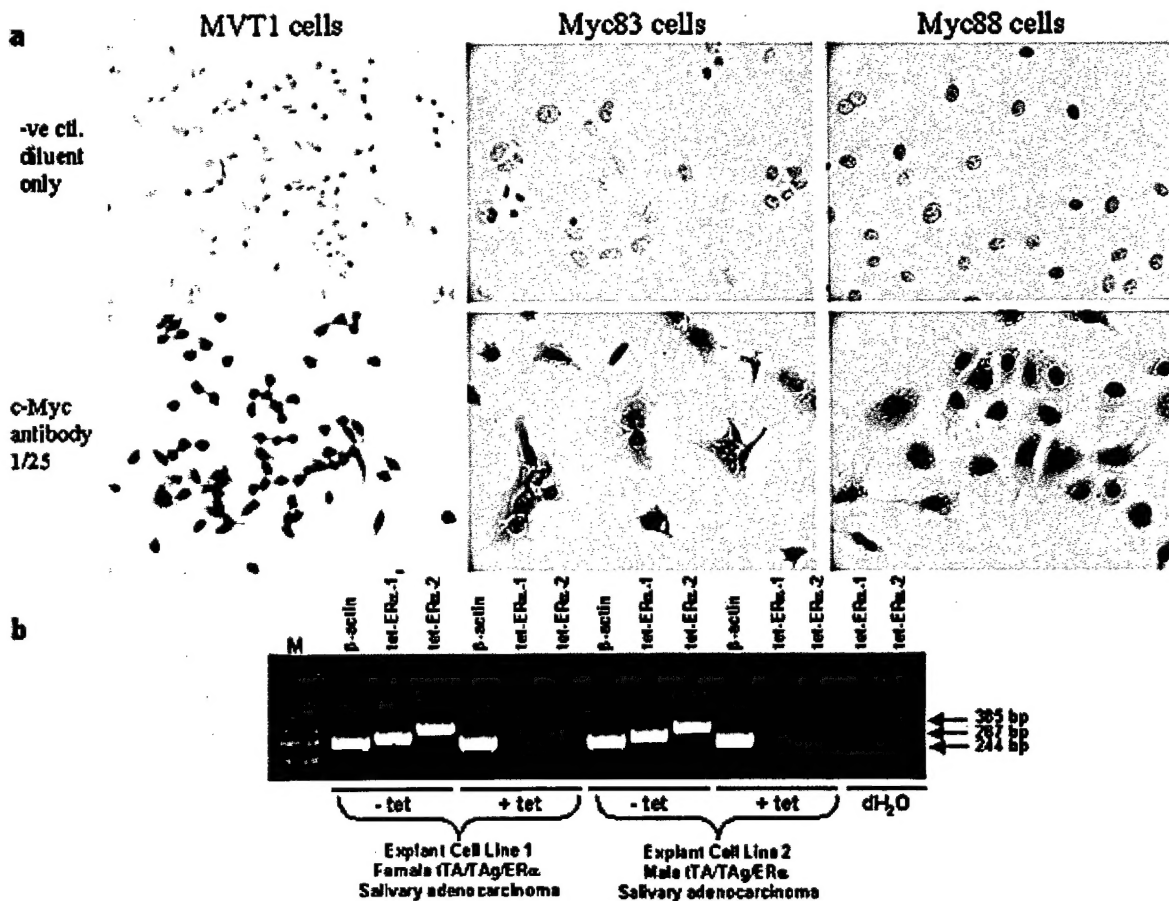 a
MVT1 cells
Myc83 cells
Myc88 cells
-ve ctl.
diluent
only
c-Myc
antibody
1/25
b
M
β-actin
tet-ERα-1
tet-ERα-2
β-actin
tet-ERα-1
tet-ERα-2
β-actin
tet-ERα-1
tet-ERα-2
β-actin
tet-ERα-1
tet-ERα-2
tet-ERα-1
tet-ERα-2
365 bp
287 bp
244 bp
- tet
+ tet
- tet
+ tet
dH₂O
Explant Cell Line 1
Female tTA/TAg/ERα
Salivary adenocarcinoma
Explant Cell Line 2
Male tTA/TAg/ERα
Salivary adenocarcinoma